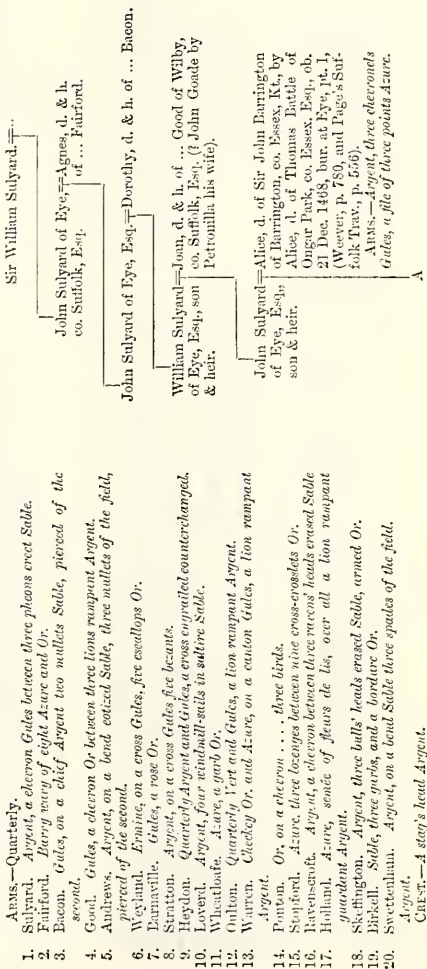 ARMS.—Quarterly.
1. Sulyard. Argent, a chevron Gules between three pheons erect Sable.
2. Fairford. Barry wavy of eight Azure and Or.
3. Bacon. Gules, on a chief Argent two mullets Sable, pierced of the
second.
4. Good. Gules, a chevron Or between three lions rampant Argent.
5. Andrews. Argent, on a bend cotized Sable, three mullets of the field,
pierced of the second.
6. Weyland. Ermine, on a cross Gules, five escallops Or.
7. Barnaville. Gules, a rose Or.
8. Stratton. Argent, on a cross Gules five bezants.
9. Heydon. Quarterly Argent and Gules, a cross engrailed counterchanged.
10. Loverd. Argent, four windmill-sails in saltire Sable.
11. Wheatloafe. Azure, a garb Or.
12. Oulton. Quarterly Vert and Gules, a lion rampant Argent.
13. Warren. Checkey Or. and Azure, on a canton Gules, a lion rampant
Argent.
14. Ponton. Or, on a chevron ..... three birds.
15. Stopford. Azure, three lozenges between nine cross-crosslets Or.
16. Ravenscroft. Argent, a chevron between three ravens' heads erased Sable
17. Holland. Azure, semée of fleurs de lis, over all a lion rampant
guardant Argent.
18. Skeffington. Argent, three bulls' heads erased Sable, armed Or.
19. Birkell. Sable, three garbs, and a bordure Or.
20. Swettenham. Argent, on a bend Sable three spades of the field.
Argent.
CREST.—A stag's head Argent.
Sir William Sulyard.=...
John Sulyard of Eye,=Agnes, d. & h.
co. Suffolk, Esq. of ... Fairford.
John Sulyard of Eye, Esq.=Dorothy, d. & h. of ... Bacon.
William Sulyard=Joan, d. & h. of ... Good of Wilby,
of Eye, Esq., son co. Suffolk, Esq. (? John Goade by
& heir. Petronilla his wife).
John Sulyard=Alice, d. of Sir John Barrington
of Eye, Esq., of Barrington, co. Essex, Kt., by
son & heir. Alice, d. of Thomas Battle of
Ongar Park, co. Essex, Esq., ob.
21 Dec. 1468, bur. at Eye, pt. 1,
(Weever, p. 780, and Page's Suf-
folk Trav., p. 556).
ARMS.—Argent, three chevronels
Gules, a file of three points Azure.
A